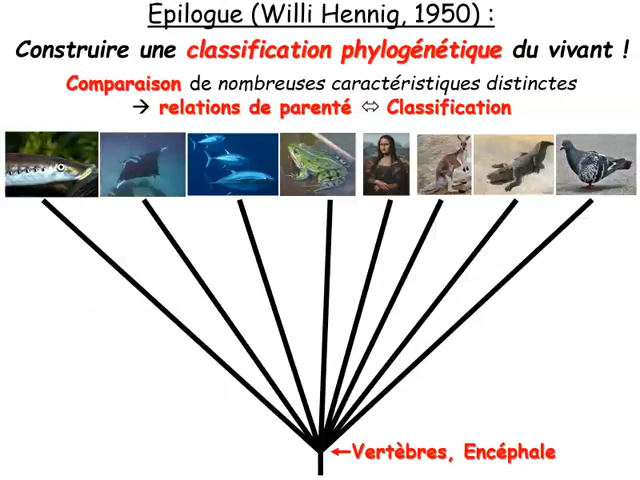 Epilogue (Willi Hennig, 1950) :
Construire une classification phylogénétique du vivant !
Comparaison de nombreuses caractéristiques distinctes
→ relations de parenté ⇔ Classification
←Vertèbres, Encéphale